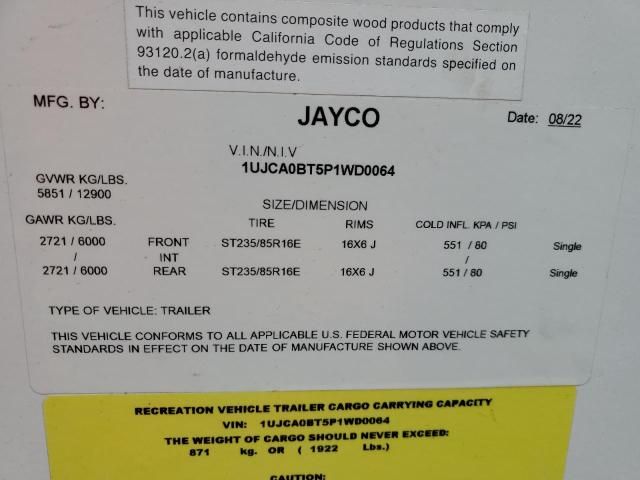 This vehicle contains composite wood products that comply
with applicable California Code of Regulations Section
93120.2(a) formaldehyde emission standards specified on
the date of manufacture.
MFG. BY: JAYCO Date: 08/22
V.I.N./N.I.V
1UJCA0BT5P1WD0064
GVWR KG/LBS.
5851 / 12900
SIZE/DIMENSION
GAWR KG/LBS. TIRE RIMS COLD INFL. KPA / PSI
2721 / 6000 FRONT ST235/85R16E 16X6 J 551 / 80 Single
/ INT /
2721 / 6000 REAR ST235/85R16E 16X6 J 551 / 80 Single
TYPE OF VEHICLE: TRAILER
THIS VEHICLE CONFORMS TO ALL APPLICABLE U.S. FEDERAL MOTOR VEHICLE SAFETY
STANDARDS IN EFFECT ON THE DATE OF MANUFACTURE SHOWN ABOVE.
RECREATION VEHICLE TRAILER CARGO CARRYING CAPACITY
VIN: 1UJCA0BT5P1WD0064
THE WEIGHT OF CARGO SHOULD NEVER EXCEED:
871 kg. OR ( 1922 Lbs.)
CAUTION: